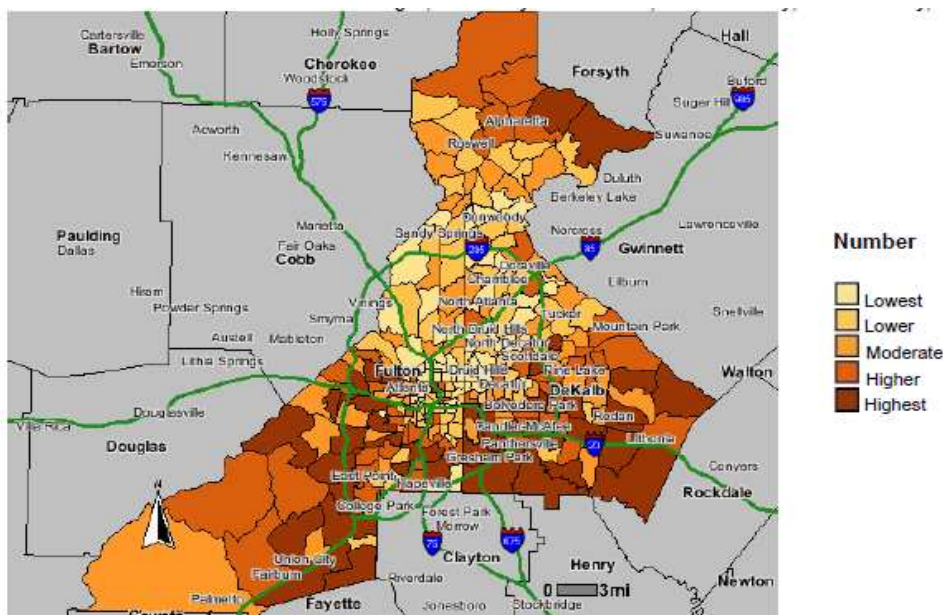 Hall
Cartersville
Bartow
Holly Springs
Emerson
Cherokee
Woodstock
Forsyth
Buford
575
985
Sugar Hill
Alpharetta
Acworth
Suwanee
Roswell
Kennesaw
Duluth
Berkeley Lake
Dunwoody
Marietta
Sandy Springs
Norcross
Lawrenceville
Paulding
Fair Oaks
285
85
Gwinnett
Dallas
Cobb
Doraville
Chamblee
Lilburn
Hiram
Powder Springs
Vinings
North Atlanta
Snellville
Smyrna
Tucker
Mountain Park
Austell
Mableton
North Druid Hills
North Decatur
Lithia Springs
Scottdale
Fulton
Druid Hills
Pine Lake
Walton
Atlanta
Decatur
DeKalb
Douglasville
Belvedere Park
Redan
Villa Rica
Candler-McAfee
Douglas
Panthersville
20
Lithonia
Gresham Park
East Point
Hapeville
Conyers
Rockdale
College Park
N
Forest Park
Morrow
75
675
Clayton
Union City
Henry
Fairburn
Riverdale
0 3mi
Newton
Palmetto
Fayette
Jonesboro
Stockbridge
Number
Lowest
Lower
Moderate
Higher
Highest